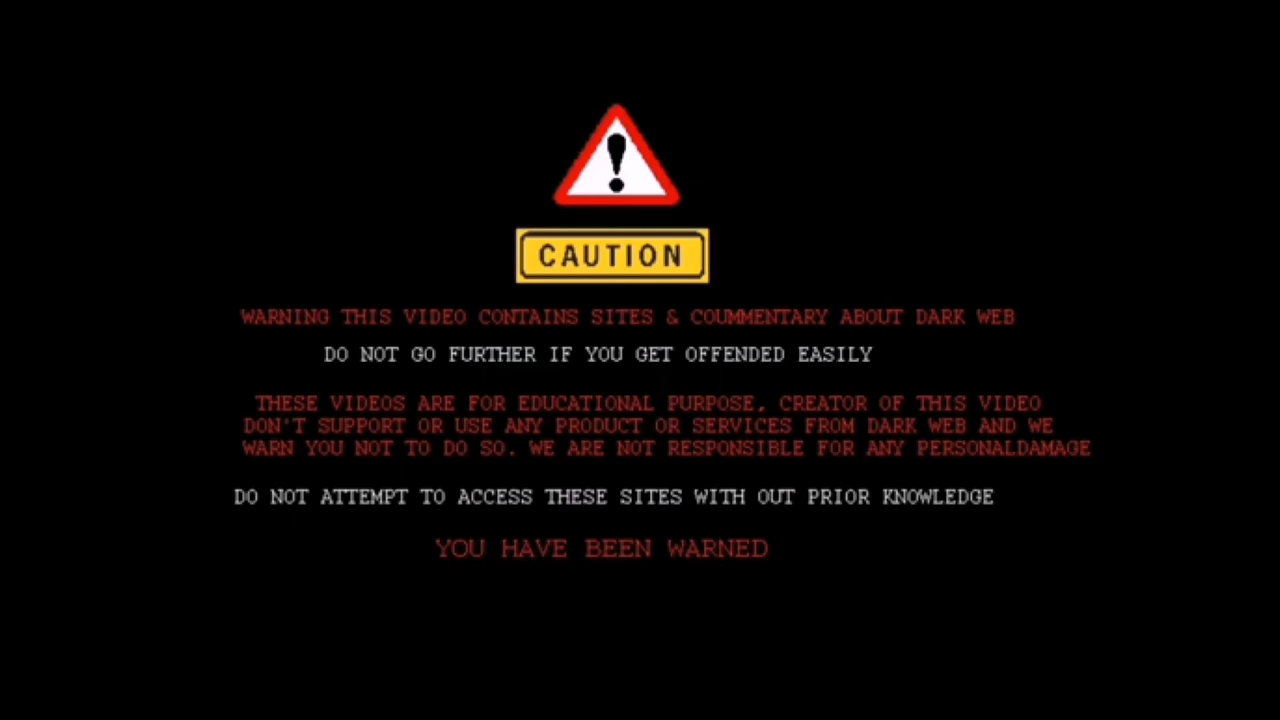 CAUTION
WARNING THIS VIDEO CONTAINS SITES & COUMMENTARY ABOUT DARK WEB
DO NOT GO FURTHER IF YOU GET OFFENDED EASILY
THESE VIDEOS ARE FOR EDUCATIONAL PURPOSE, CREATOR OF THIS VIDEO
DON'T SUPPORT OR USE ANY PRODUCT OR SERVICES FROM DARK WEB AND WE
WARN YOU NOT TO DO SO. WE ARE NOT RESPONSIBLE FOR ANY PERSONALDAMAGE
DO NOT ATTEMPT TO ACCESS THESE SITES WITH OUT PRIOR KNOWLEDGE
YOU HAVE BEEN WARNED